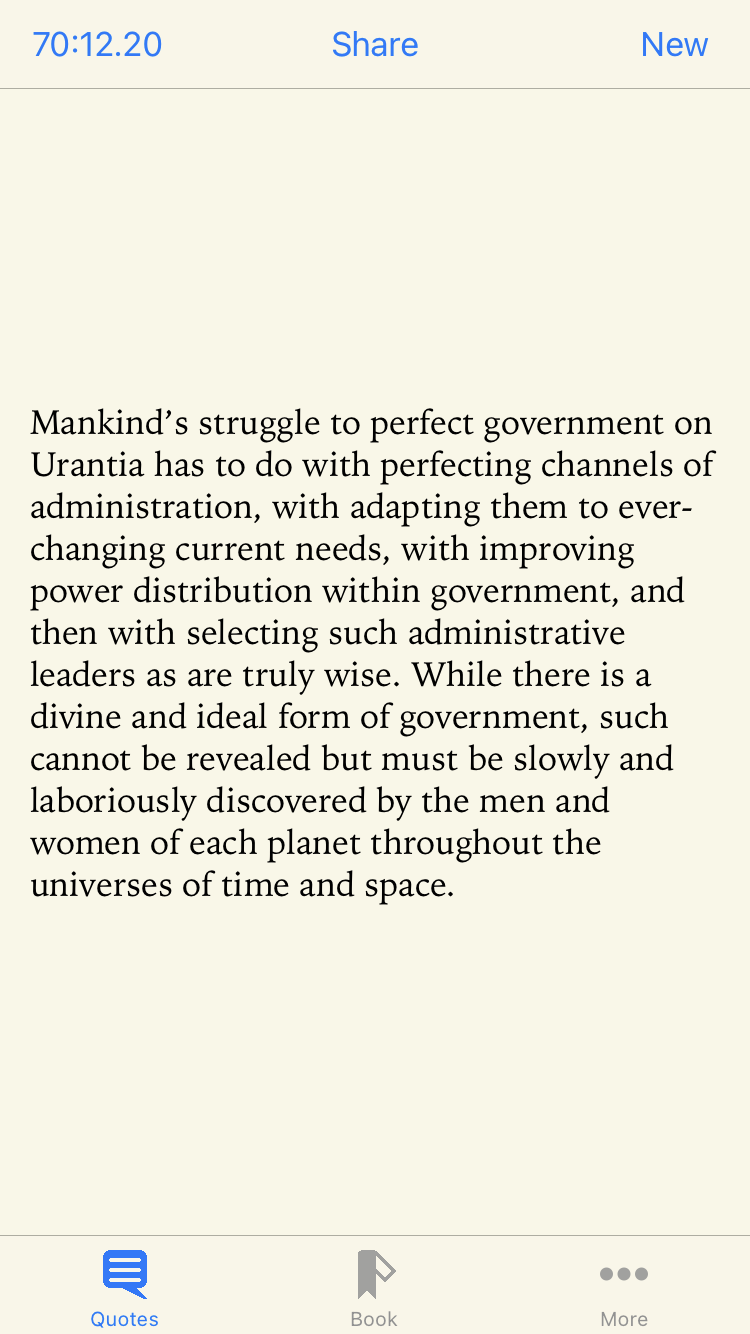 70:12.20 Share New
Mankind’s struggle to perfect government on
Urantia has to do with perfecting channels of
administration, with adapting them to ever-
changing current needs, with improving
power distribution within government, and
then with selecting such administrative
leaders as are truly wise. While there is a
divine and ideal form of government, such
cannot be revealed but must be slowly and
laboriously discovered by the men and
women of each planet throughout the
universes of time and space.
Quotes Book More